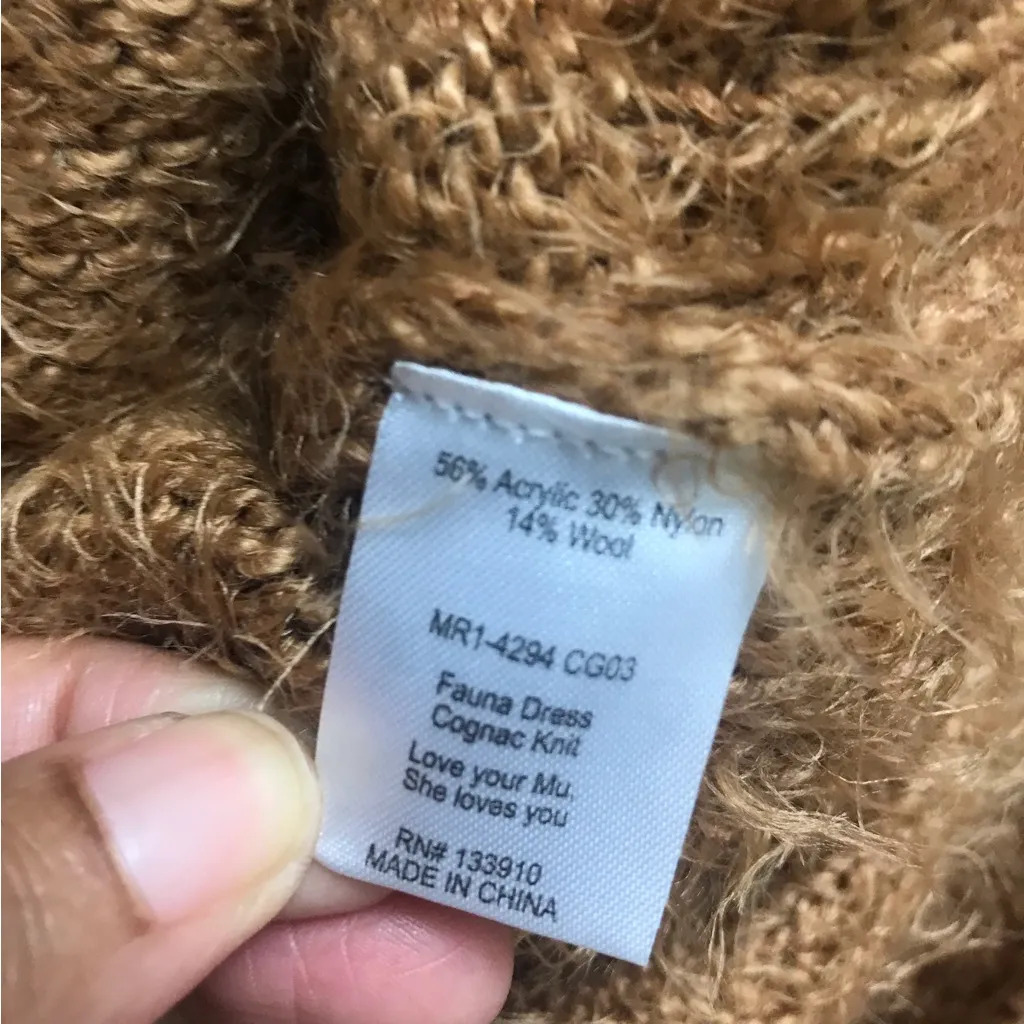 56% Acrylic 30% Nylon
14% Wool
MR1-4294 CG03
Fauna Dress
Cognac Knit
Love your Mu.
She loves you
RN# 133910
MADE IN CHINA